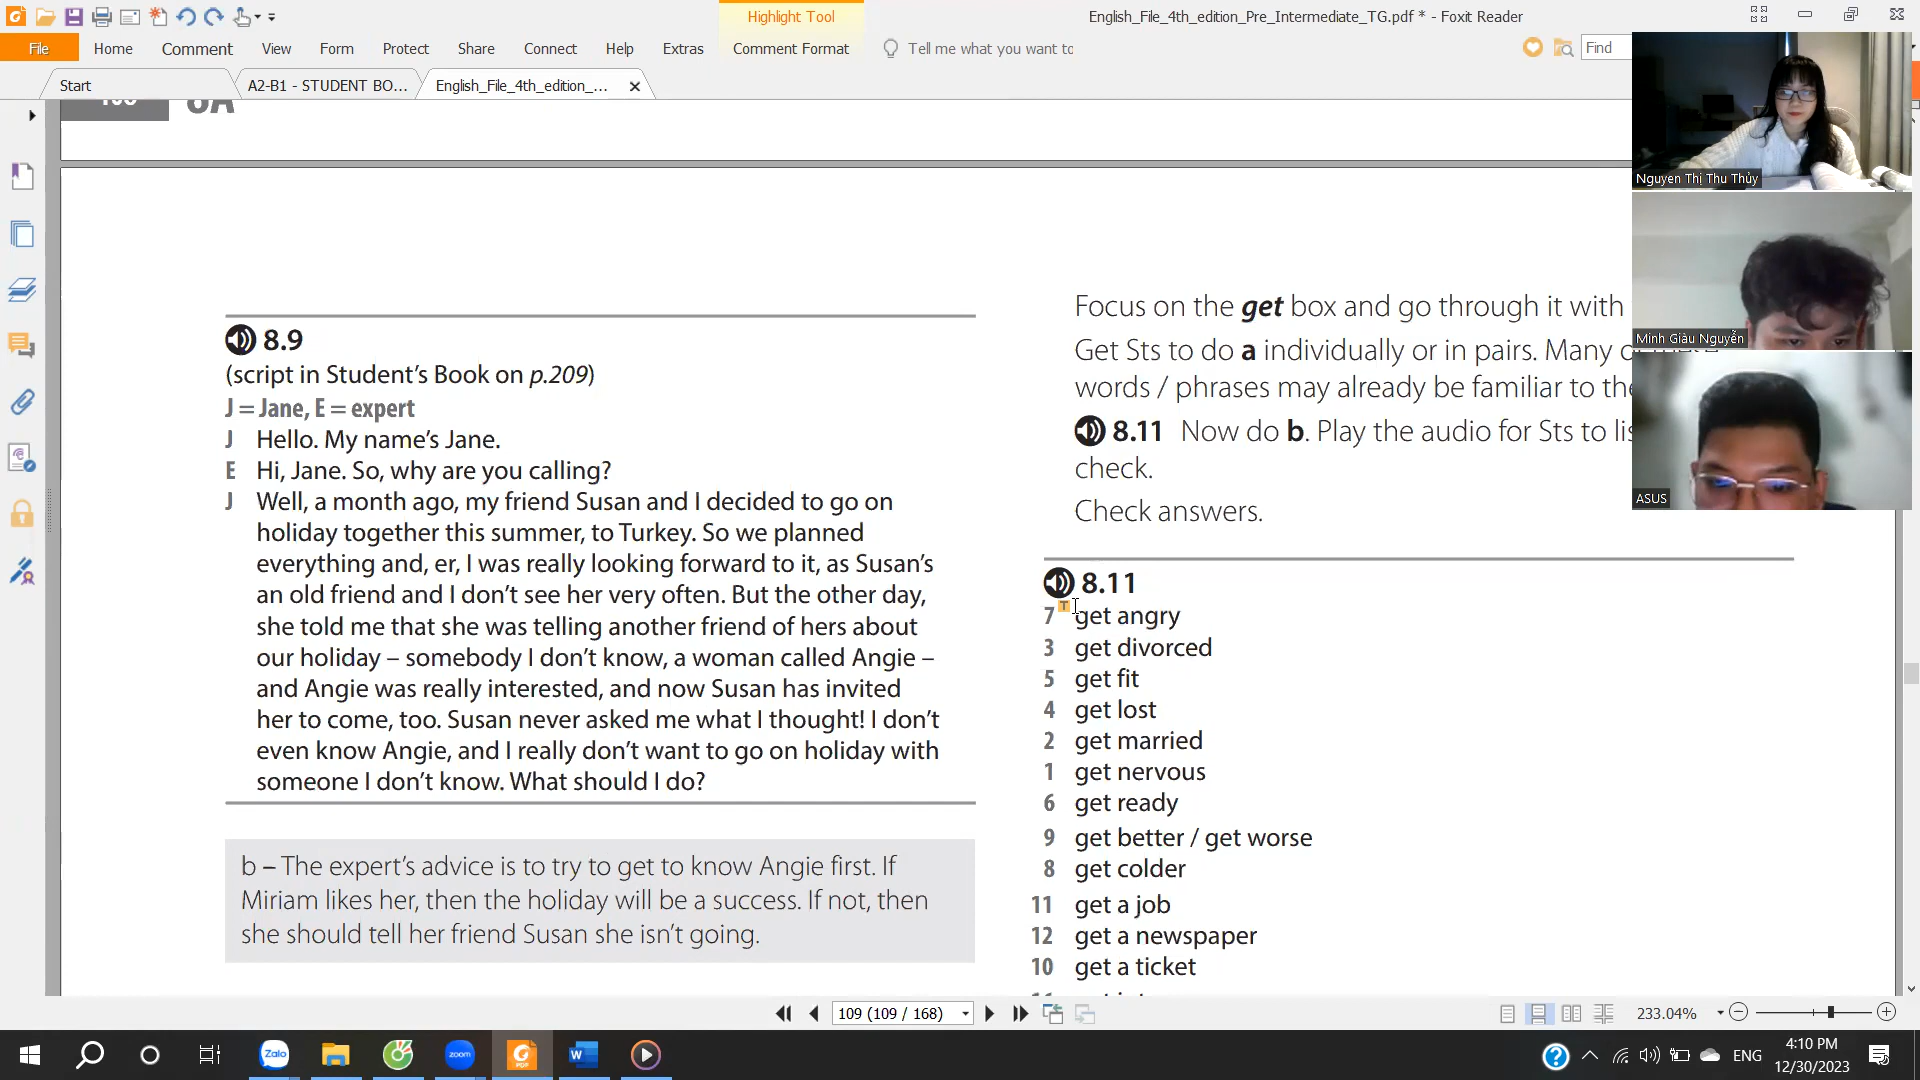 Highlight Tool
English_File_4th_edition_Pre_Intermediate_TG.pdf * - Foxit Reader
File Home Comment View Form Protect Share Connect Help Extras Comment Format Tell me what you want to Find
Start A2-B1 - STUDENT BO... English_File_4th_edition_...
8A
8.9
(script in Student's Book on p.209)
J = Jane, E = expert
J Hello. My name's Jane.
E Hi, Jane. So, why are you calling?
J Well, a month ago, my friend Susan and I decided to go on
holiday together this summer, to Turkey. So we planned
everything and, er, I was really looking forward to it, as Susan's
an old friend and I don't see her very often. But the other day,
she told me that she was telling another friend of hers about
our holiday – somebody I don't know, a woman called Angie –
and Angie was really interested, and now Susan has invited
her to come, too. Susan never asked me what I thought! I don't
even know Angie, and I really don't want to go on holiday with
someone I don't know. What should I do?
b – The expert's advice is to try to get to know Angie first. If
Miriam likes her, then the holiday will be a success. If not, then
she should tell her friend Susan she isn't going.
Focus on the get box and go through it with
Get Sts to do a individually or in pairs. Many
words / phrases may already be familiar to
8.11 Now do b. Play the audio for Sts to
check.
Check answers.
8.11
7 get angry
3 get divorced
5 get fit
4 get lost
2 get married
1 get nervous
6 get ready
9 get better / get worse
8 get colder
11 get a job
12 get a newspaper
10 get a ticket
Nguyen Thị Thu Thủy
Minh Giàu Nguyễn
ASUS
109 (109 / 168)
233.04%
Zalo
zoom
ENG
4:10 PM
12/30/2023